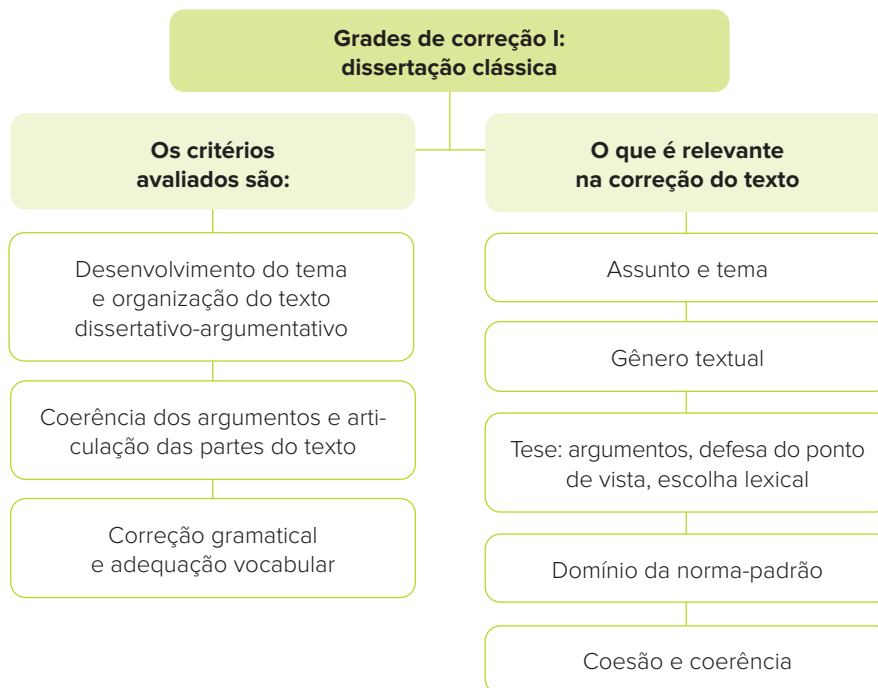 Grades de correção I:
dissertação clássica
Os critérios
avaliados são:
Desenvolvimento do tema
e organização do texto
dissertativo-argumentativo
Coerência dos argumentos e arti-
culação das partes do texto
Correção gramatical
e adequação vocabular
O que é relevante
na correção do texto
Assunto e tema
Gênero textual
Tese: argumentos, defesa do ponto
de vista, escolha lexical
Domínio da norma-padrão
Coesão e coerência